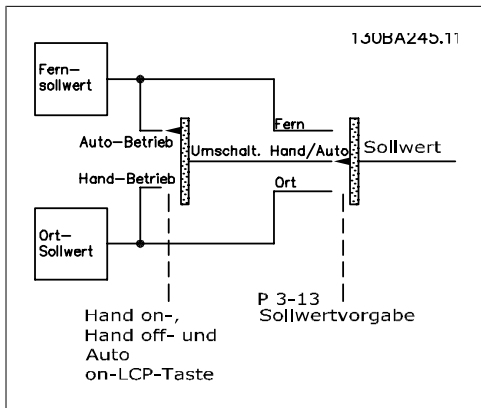 130BA245.11
Fern-
sollwert
Fern
Auto-Betrieb
Umschalt. Hand/Auto
Sollwert
Hand-Betrieb
Ort
Ort-
Sollwert
P 3-13
Sollwertvorgabe
Hand on-,
Hand off- und
Auto
on-LCP-Taste